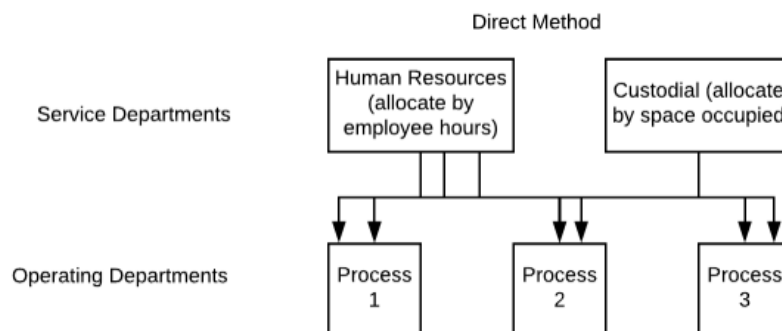 Direct Method
Service Departments
Human Resources
(allocate by
employee hours)
Custodial (allocate
by space occupied
Operating Departments
Process
1
Process
2
Process
3